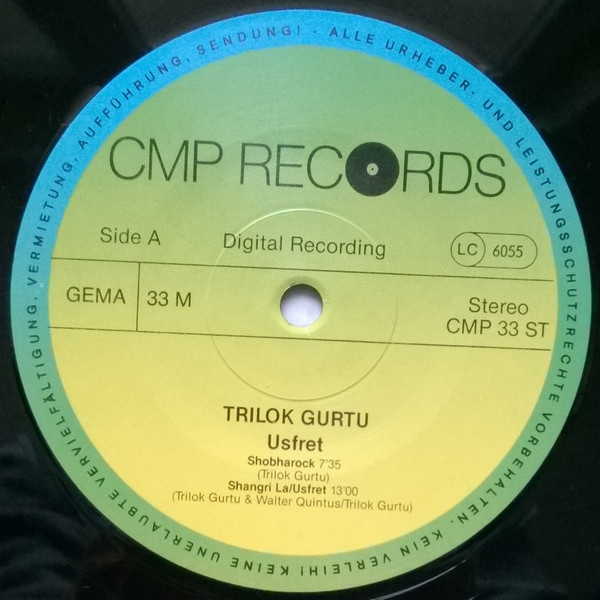 ALLE URHEBER- UND LEISTUNGSSCHUTZRECHTE VORBEHALTEN. KEIN VERLEIH! KEINE UNERLAUBTE VERVIELFÄLTIGUNG, VERMIETUNG, AUFFÜHRUNG, SENDUNG! -
CMP RECORDS
Side A
Digital Recording
LC 6055
GEMA
33 M
Stereo
CMP 33 ST
TRILOK GURTU
Usfret
Shobharock 7'35
(Trilok Gurtu)
Shangri La/Usfret 13'00
(Trilok Gurtu & Walter Quintus/Trilok Gurtu)